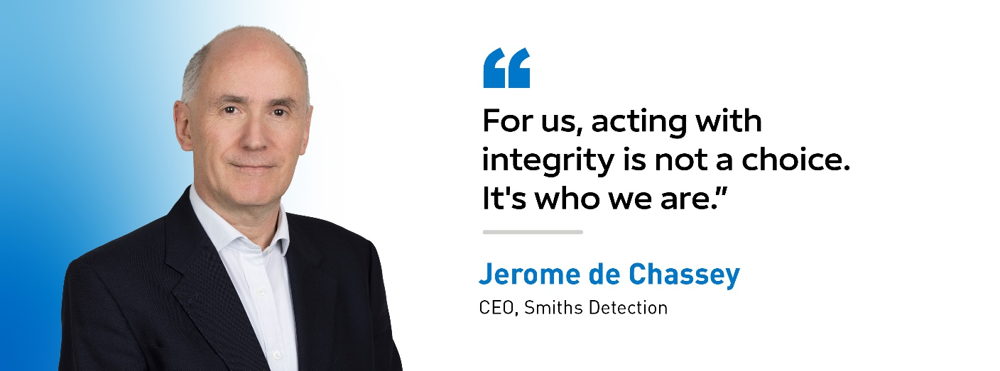 “
For us, acting with
integrity is not a choice.
It's who we are.”
Jerome de Chassey
CEO, Smiths Detection